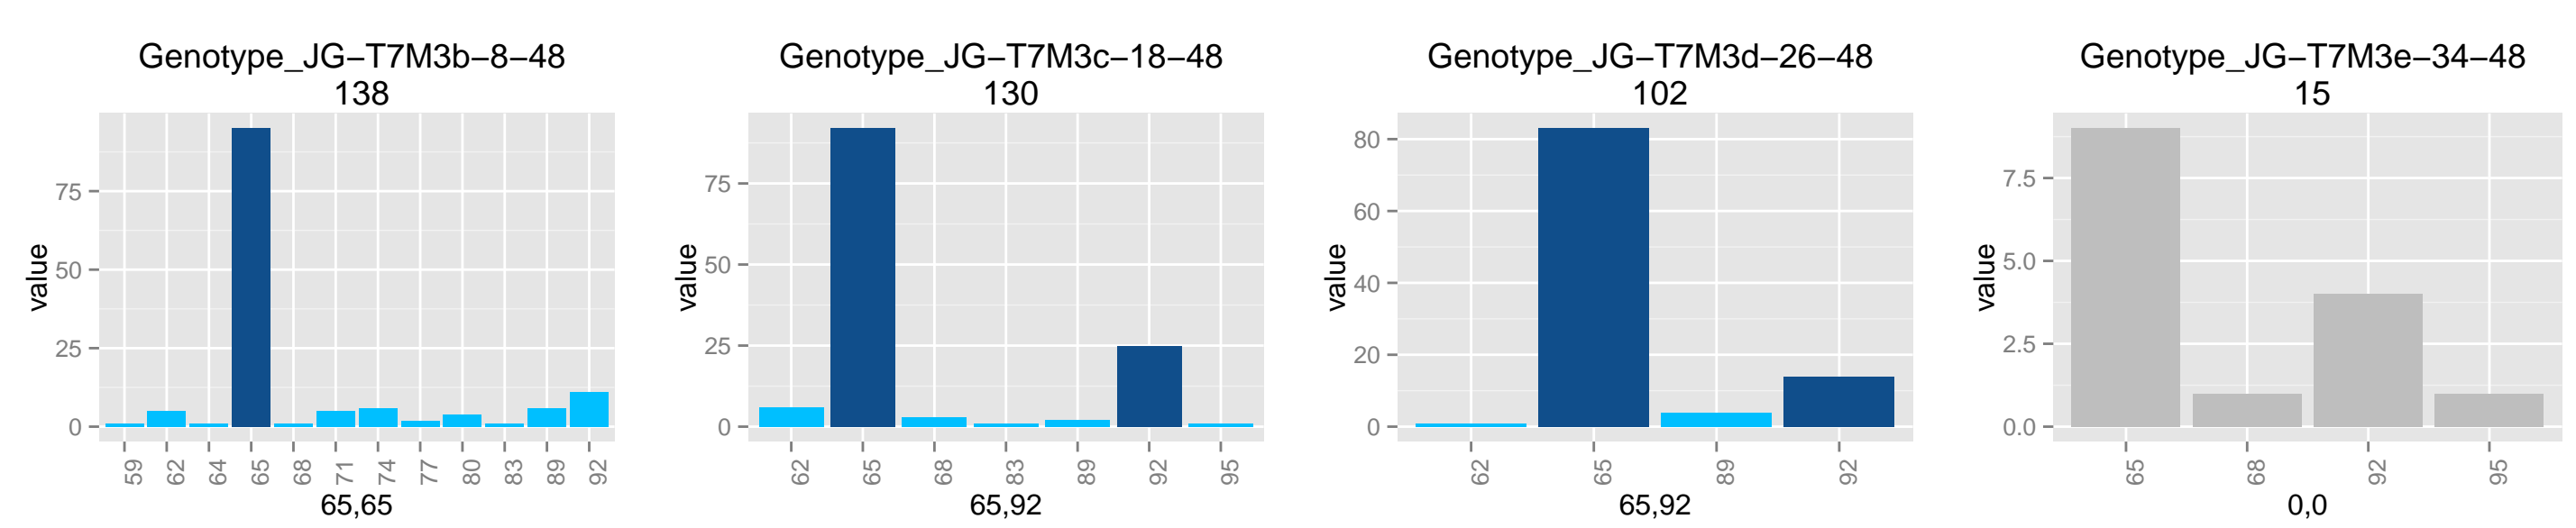 Genotype_JG−T7M3b−8−48
138
value
75
50
25
0
59 62 64 65 68 71 74 77 80 83 89 92
65,65
Genotype_JG−T7M3c−18−48
130
value
75
50
25
0
62 65 68 83 89 92 95
65,92
Genotype_JG−T7M3d−26−48
102
value
80
60
40
20
0
62 65 89 92
65,92
Genotype_JG−T7M3e−34−48
15
value
7.5
5.0
2.5
0.0
65 68 92 95
0,0